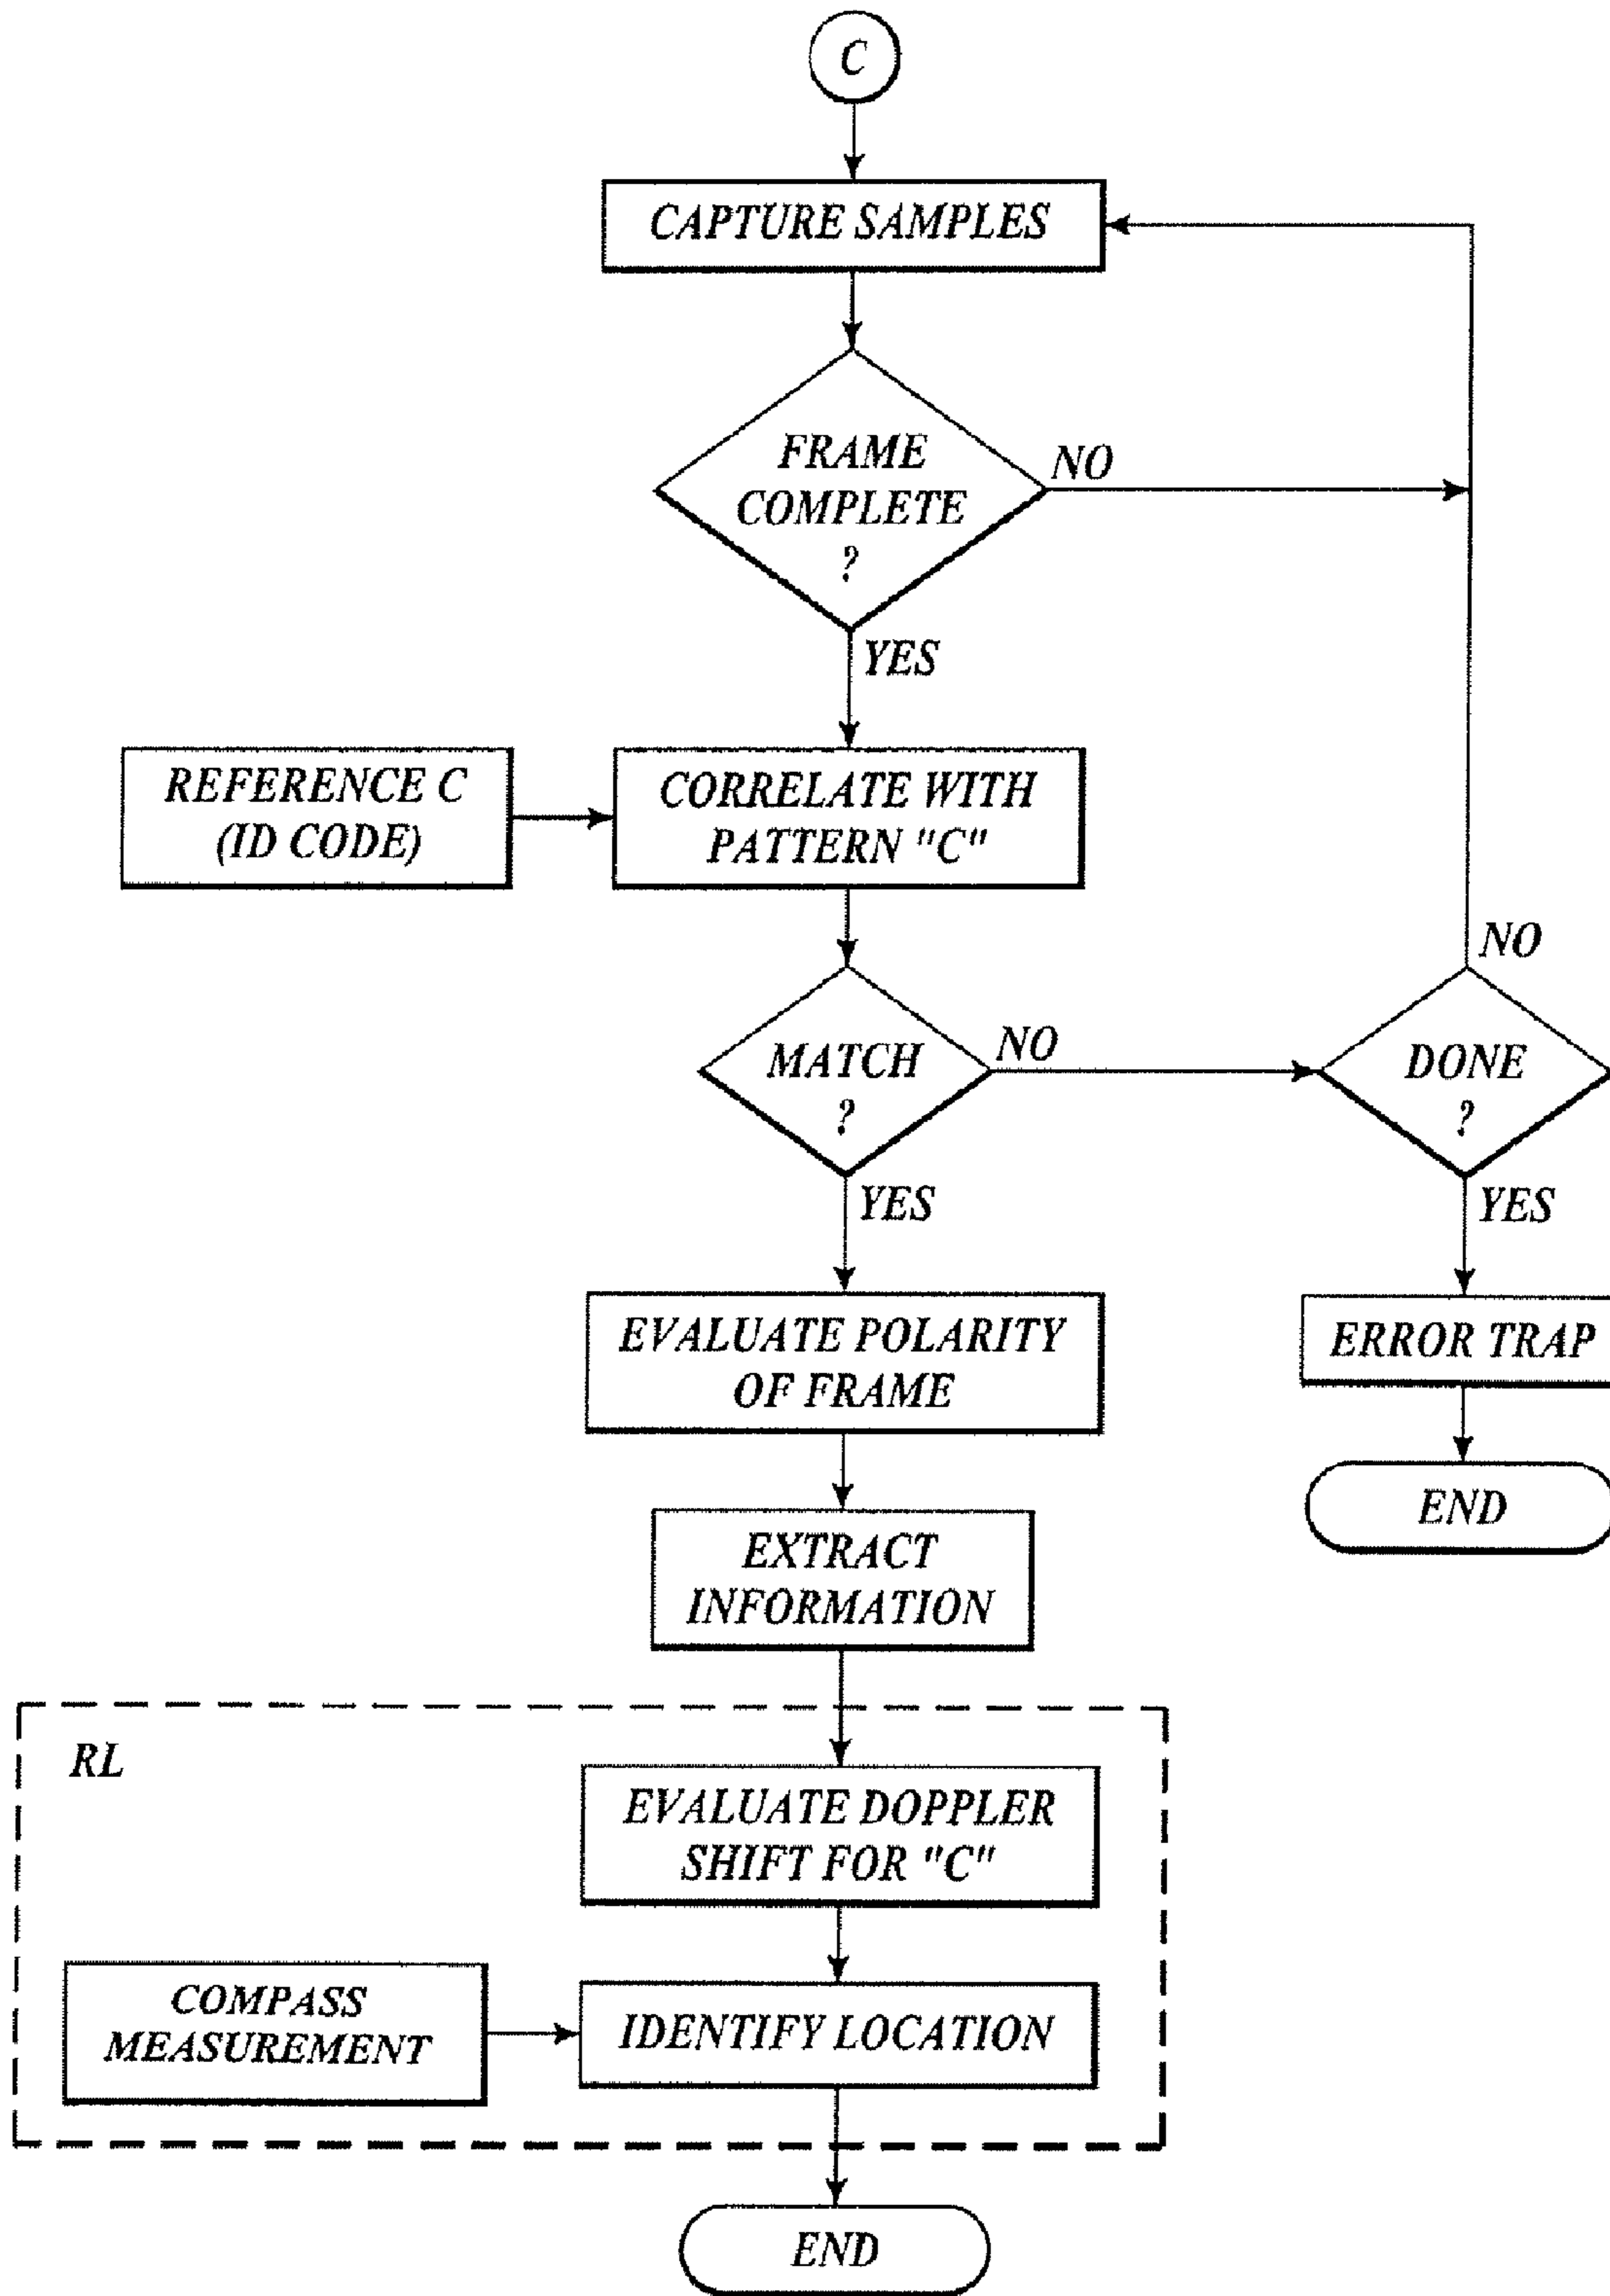 C
CAPTURE SAMPLES
FRAME
COMPLETE
?
NO
YES
REFERENCE C
(ID CODE)
CORRELATE WITH
PATTERN "C"
MATCH
?
NO
YES
DONE
?
NO
YES
ERROR TRAP
END
EVALUATE POLARITY
OF FRAME
EXTRACT
INFORMATION
RL
EVALUATE DOPPLER
SHIFT FOR "C"
COMPASS
MEASUREMENT
IDENTIFY LOCATION
END